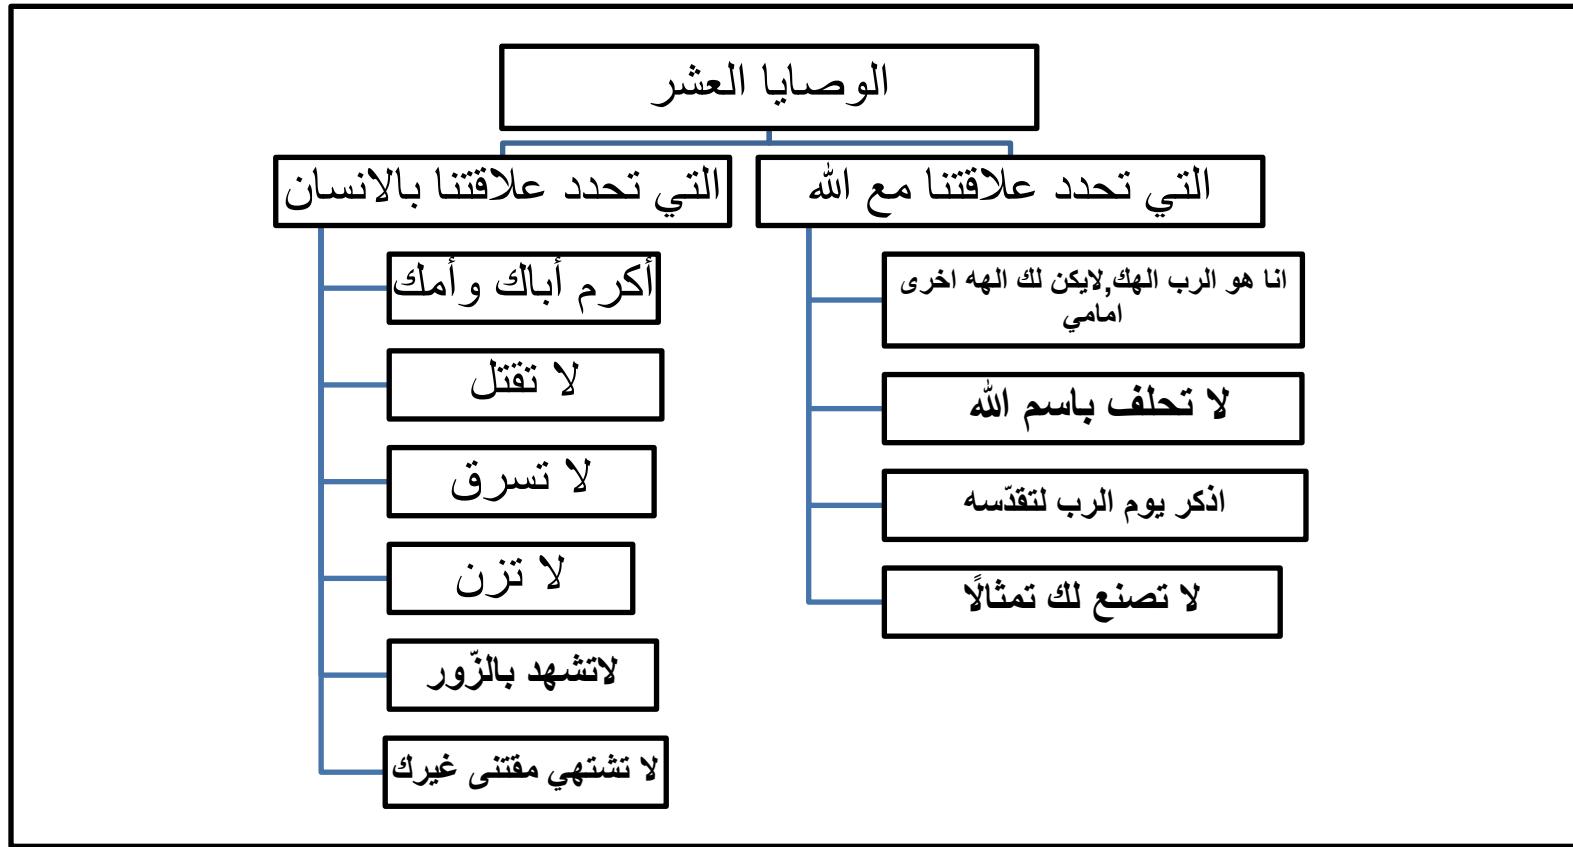 الوصايا العشر
التي تحدد علاقتنا مع الله
انا هو الرب الهك,لايكن لك الهه اخرى
امامي
لا تحلف باسم الله
اذكر يوم الرب لتقدّسه
لا تصنع لك تمثالًا
التي تحدد علاقتنا بالانسان
أكرم أباك وأمك
لا تقتل
لا تسرق
لا تزن
لاتشهد بالزّور
لا تشتهي مقتنى غيرك